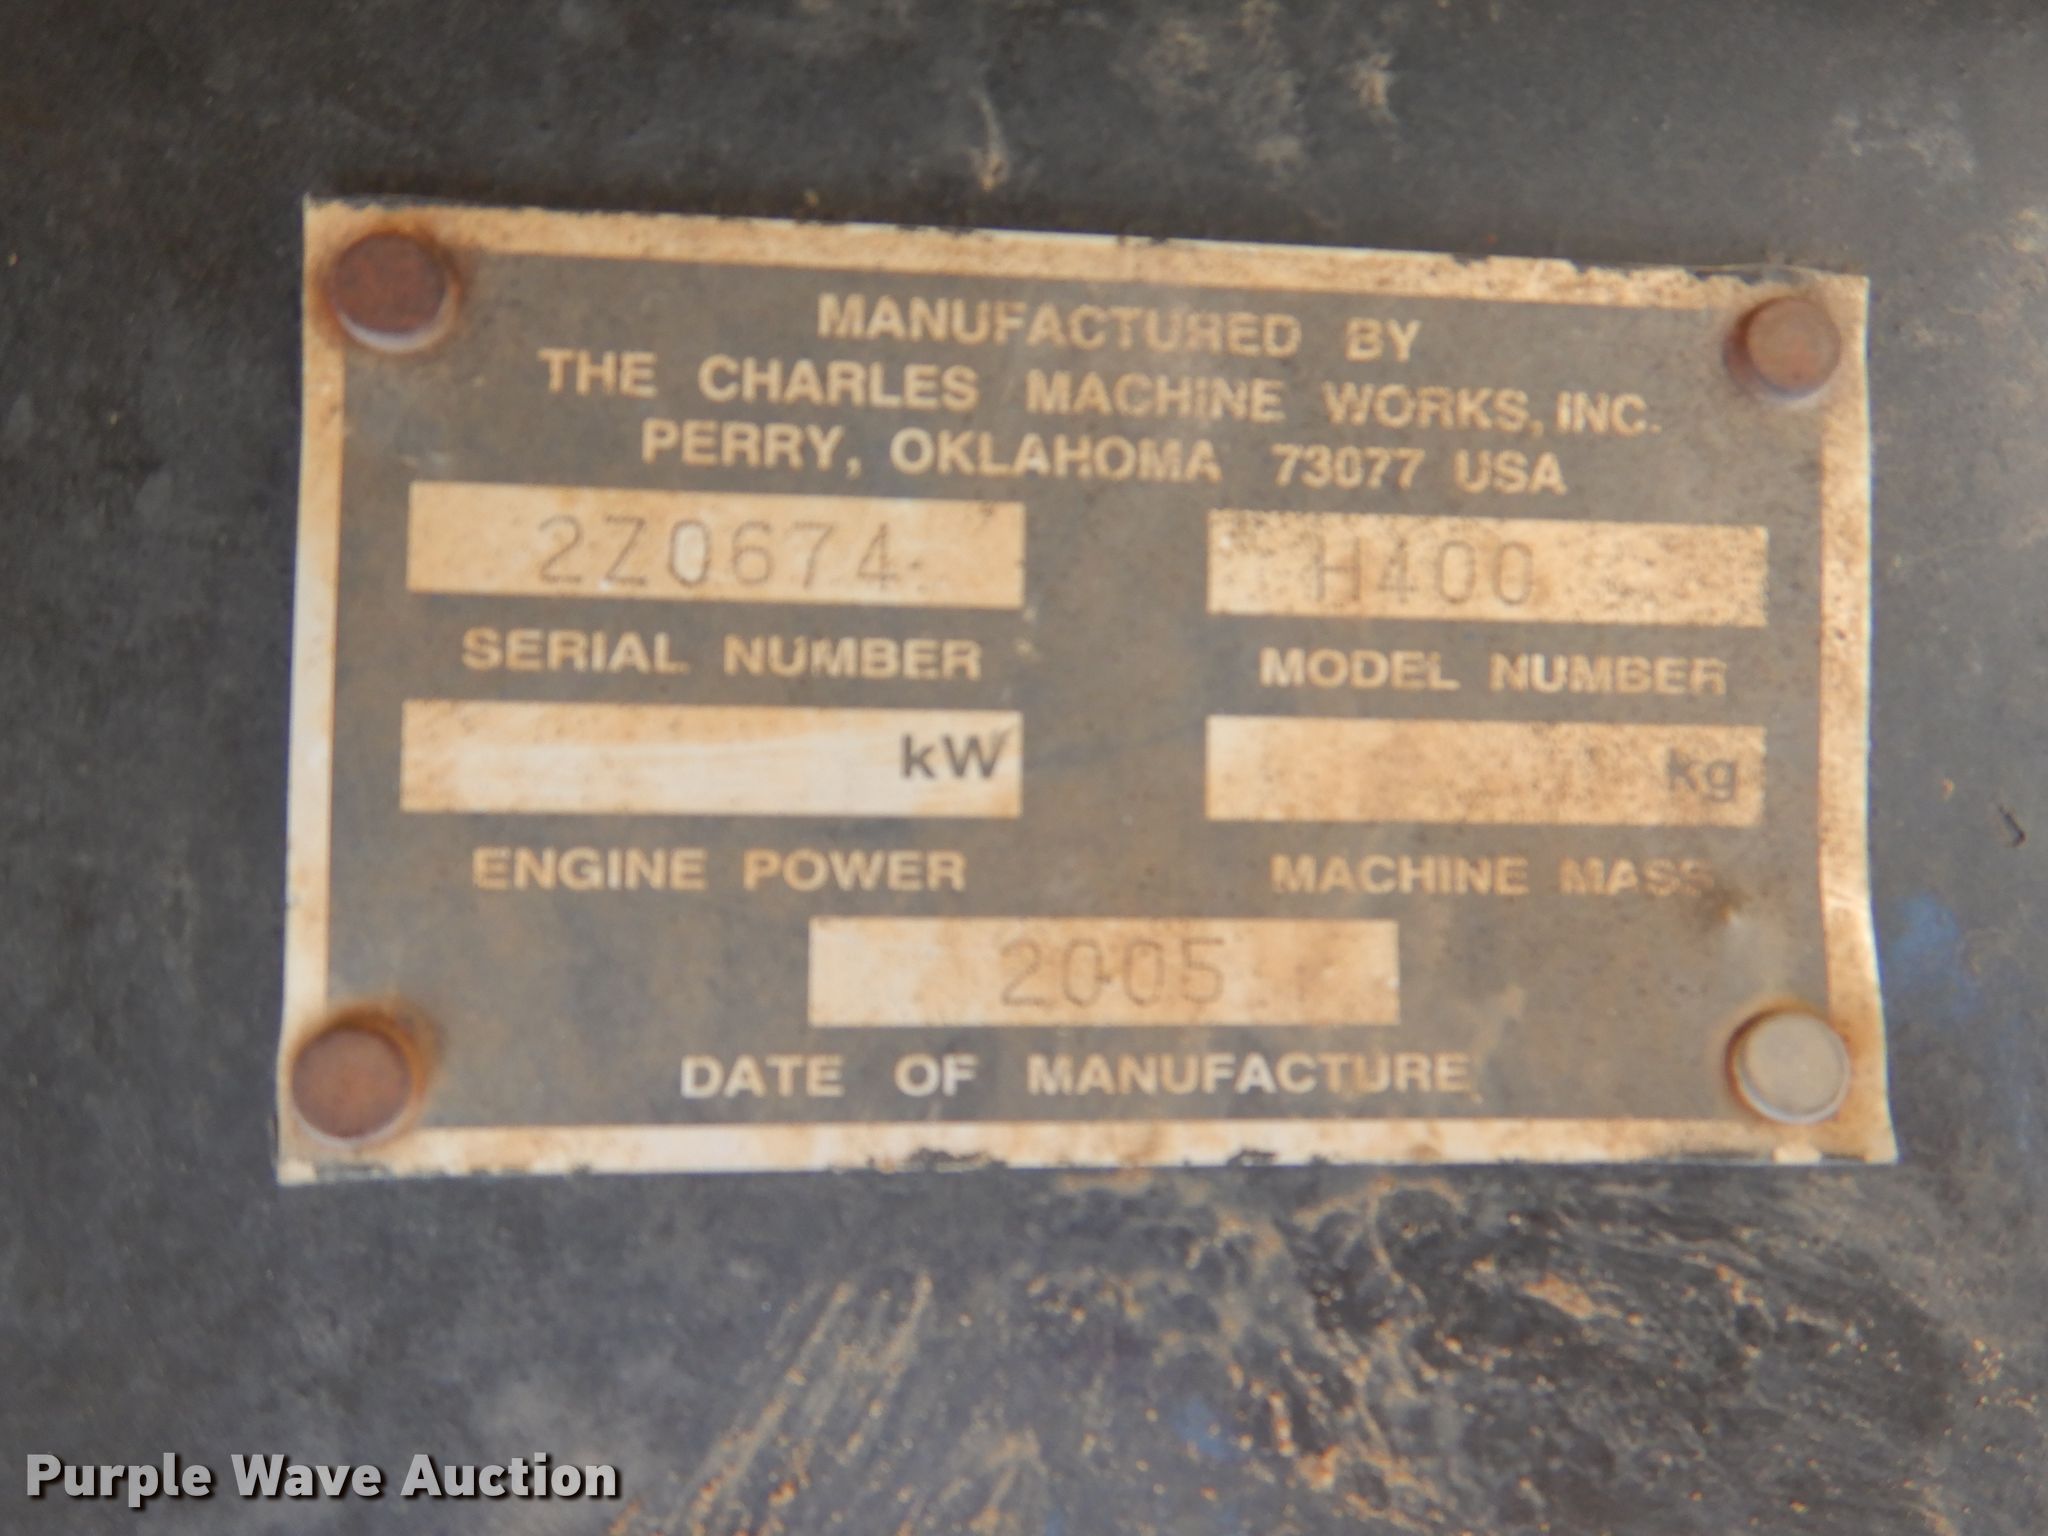 MANUFACTURED BY
THE CHARLES MACHINE WORKS, INC.
PERRY, OKLAHOMA 73077 USA
2Z0674 H400
SERIAL NUMBER MODEL NUMBER
kW kg
ENGINE POWER MACHINE MASS
2005
DATE OF MANUFACTURE
Purple Wave Auction